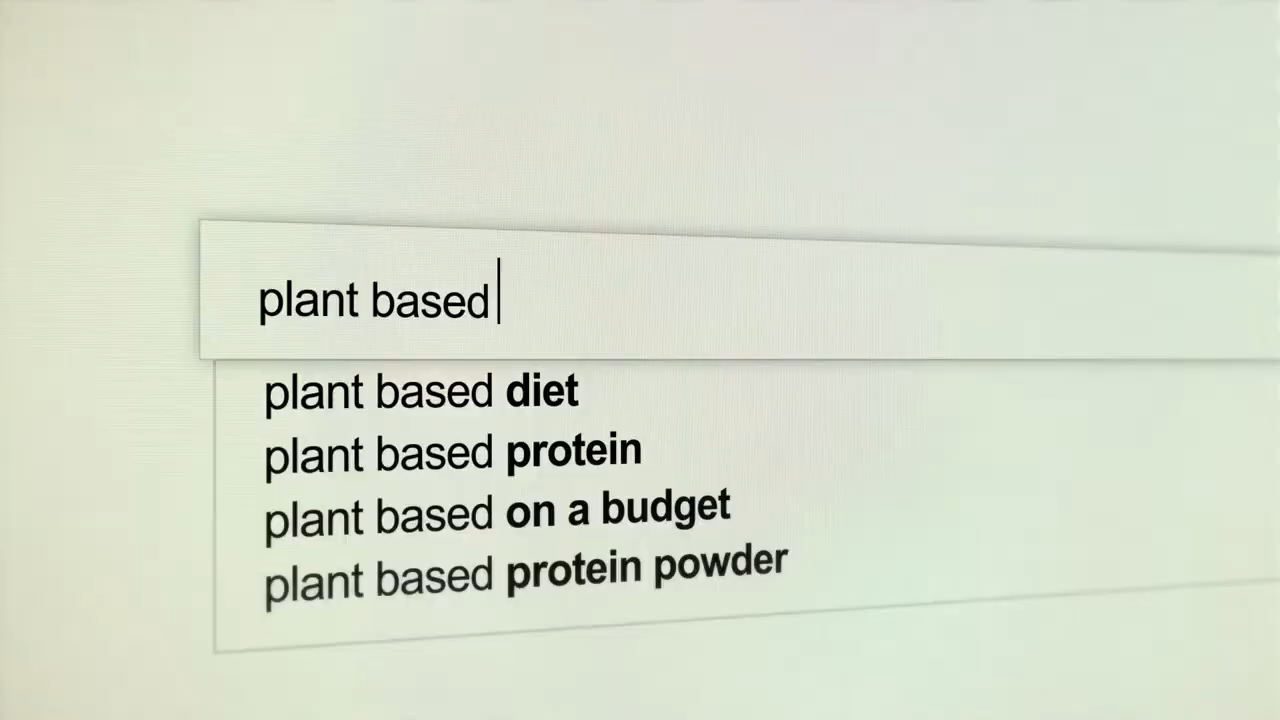 plant based
plant based diet
plant based protein
plant based on a budget
plant based protein powder